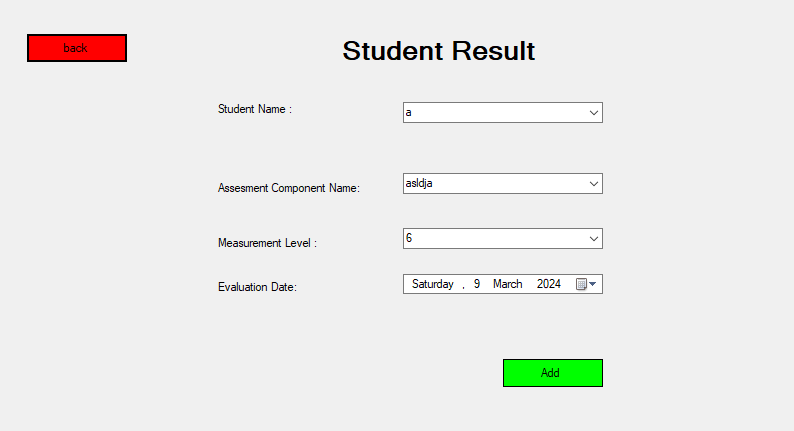 back
Student Result
Student Name : a
Assesment Component Name: asldja
Measurement Level : 6
Evaluation Date: Saturday , 9 March 2024
Add